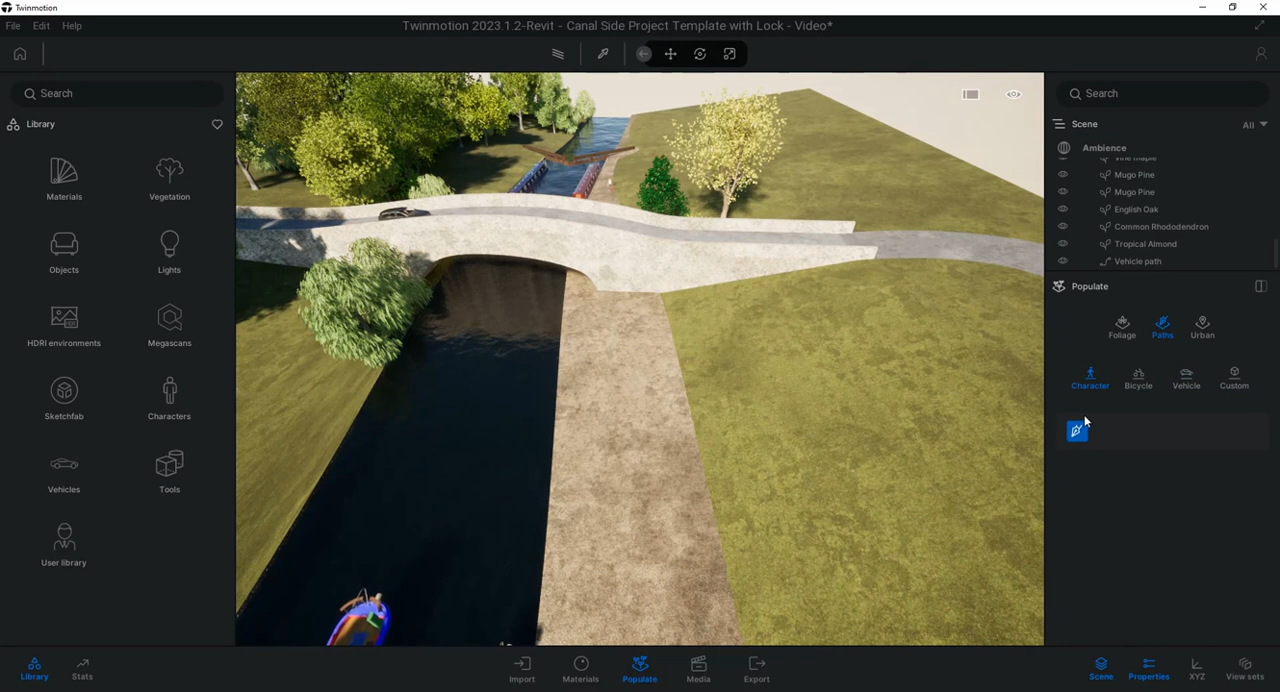 Twinmotion
File Edit Help
Twinmotion 2023.1.2-Revit - Canal Side Project Template with Lock - Video*
Search
Library
Materials
Vegetation
Objects
Lights
HDRI environments
Megascans
Sketchfab
Characters
Vehicles
Tools
User library
Search
Scene
All
Ambience
Vine maple
Mugo Pine
Mugo Pine
English Oak
Common Rhododendron
Tropical Almond
Vehicle path
Populate
Foliage Paths Urban
Character Bicycle Vehicle Custom
Library Stats Import Materials Populate Media Export Scene Properties XYZ View sets